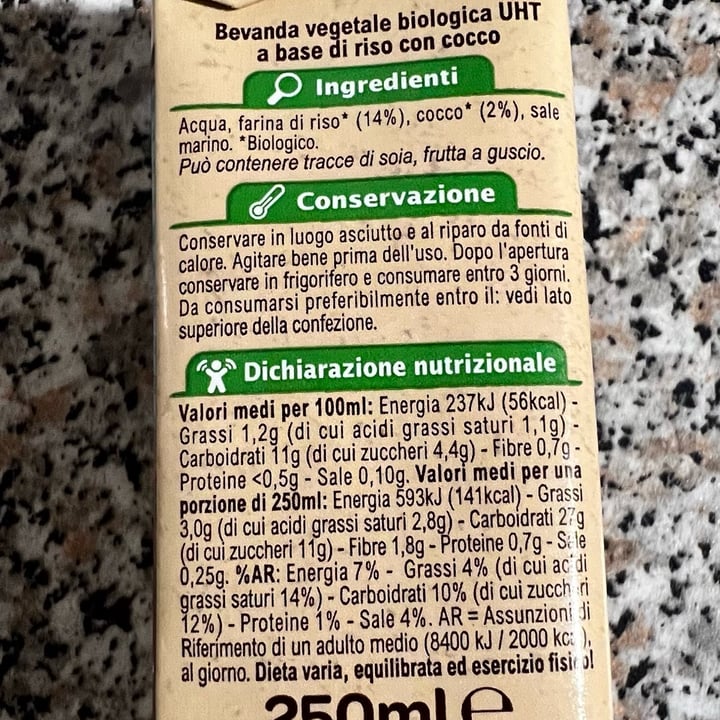 Bevanda vegetale biologica UHT
a base di riso con cocco
Ingredienti
Acqua, farina di riso* (14%), cocco* (2%), sale
marino. *Biologico.
Può contenere tracce di soia, frutta a guscio.
Conservazione
Conservare in luogo asciutto e al riparo da fonti di
calore. Agitare bene prima dell'uso. Dopo l'apertura
conservare in frigorifero e consumare entro 3 giorni.
Da consumarsi preferibilmente entro il: vedi lato
superiore della confezione.
Dichiarazione nutrizionale
Valori medi per 100ml: Energia 237kJ (56kcal) -
Grassi 1,2g (di cui acidi grassi saturi 1,1g) -
Carboidrati 11g (di cui zuccheri 4,4g) - Fibre 0,7g -
Proteine <0,5g - Sale 0,10g. Valori medi per una
porzione di 250ml: Energia 593kJ (141kcal) - Grassi
3,0g (di cui acidi grassi saturi 2,8g) - Carboidrati 27g
(di cui zuccheri 11g) - Fibre 1,8g - Proteine 0,7g - Sale
0,25g. %AR: Energia 7% - Grassi 4% (di cui acidi
grassi saturi 14%) - Carboidrati 10% (di cui zuccheri
12%) - Proteine 1% - Sale 4%. AR = Assunzioni di
Riferimento di un adulto medio (8400 kJ / 2000 kcal),
al giorno. Dieta varia, equilibrata ed esercizio fisico!
250ml ℮